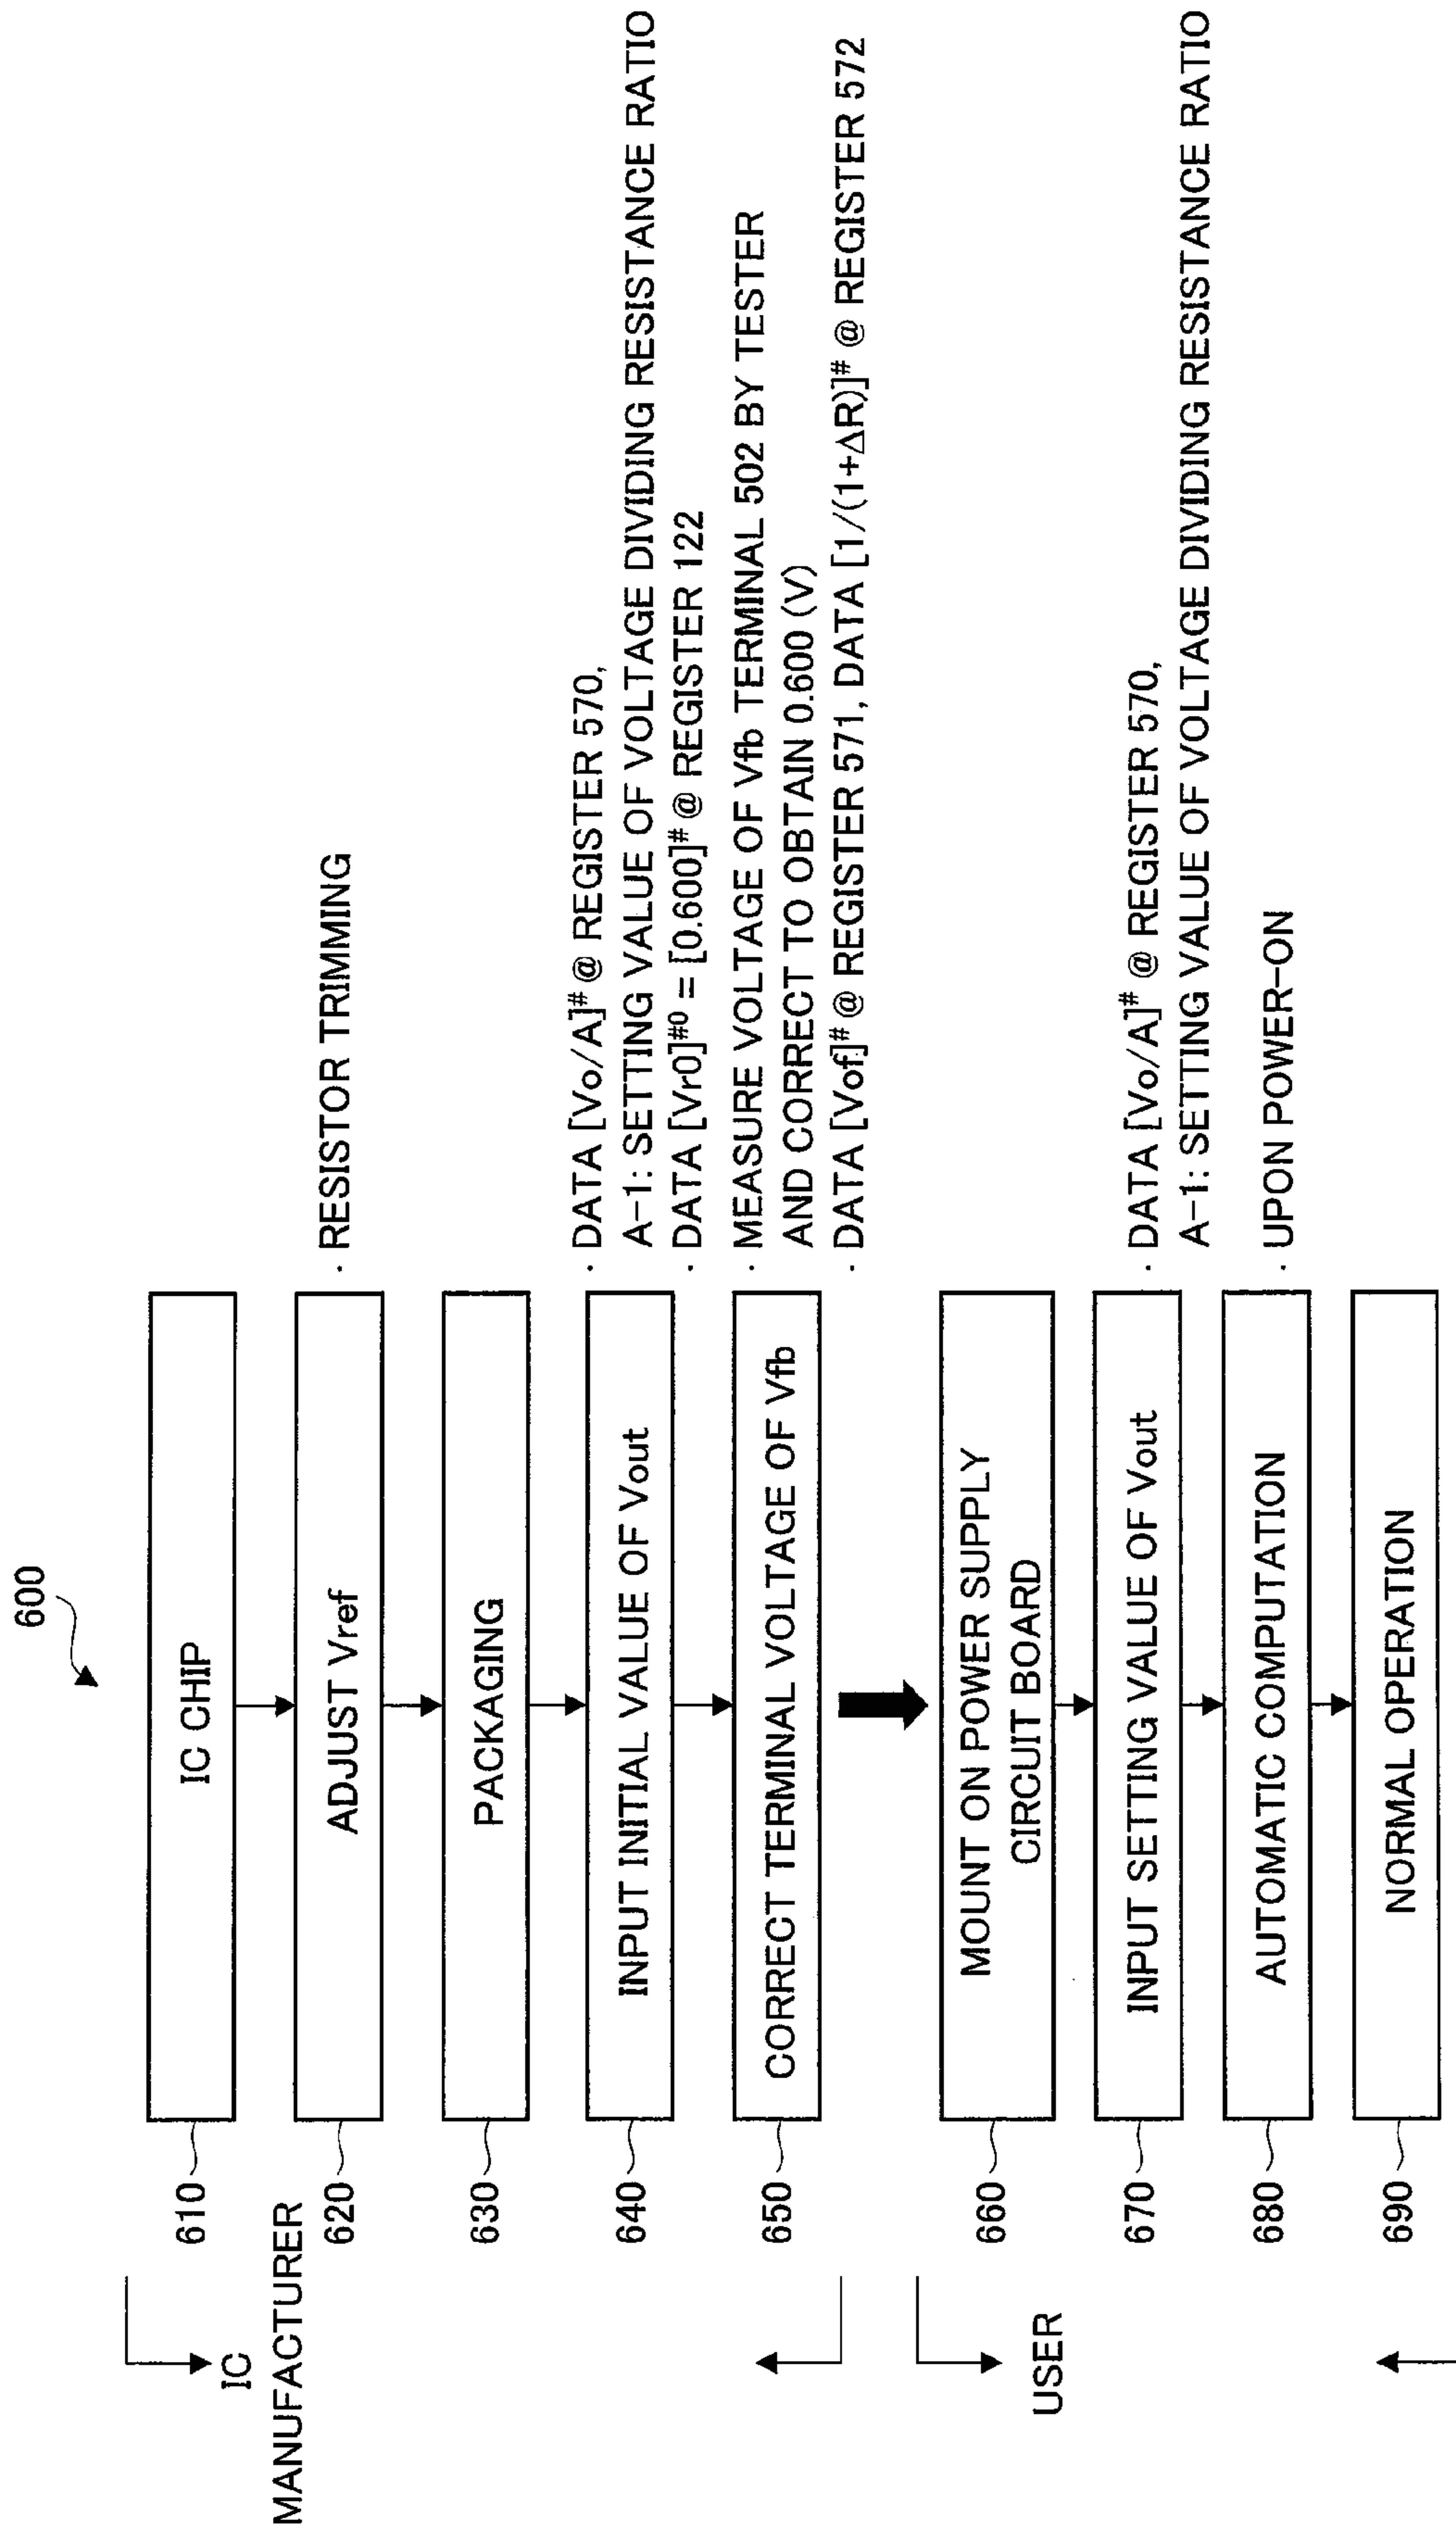 600
IC
MANUFACTURER
610
IC CHIP
620
ADJUST Vref
· RESISTOR TRIMMING
630
PACKAGING
640
INPUT INITIAL VALUE OF Vout
· DATA [Vo/A]# @ REGISTER 570,
A-1: SETTING VALUE OF VOLTAGE DIVIDING RESISTANCE RATIO
· DATA [Vr0]#0 = [0.600]# @ REGISTER 122
650
CORRECT TERMINAL VOLTAGE OF Vfb
· MEASURE VOLTAGE OF Vfb TERMINAL 502 BY TESTER
AND CORRECT TO OBTAIN 0.600 (V)
· DATA [Vof]# @ REGISTER 571, DATA [1/(1+ΔR)]# @ REGISTER 572
USER
660
MOUNT ON POWER SUPPLY
CIRCUIT BOARD
670
INPUT SETTING VALUE OF Vout
· DATA [Vo/A]# @ REGISTER 570,
A-1: SETTING VALUE OF VOLTAGE DIVIDING RESISTANCE RATIO
680
AUTOMATIC COMPUTATION
· UPON POWER-ON
690
NORMAL OPERATION